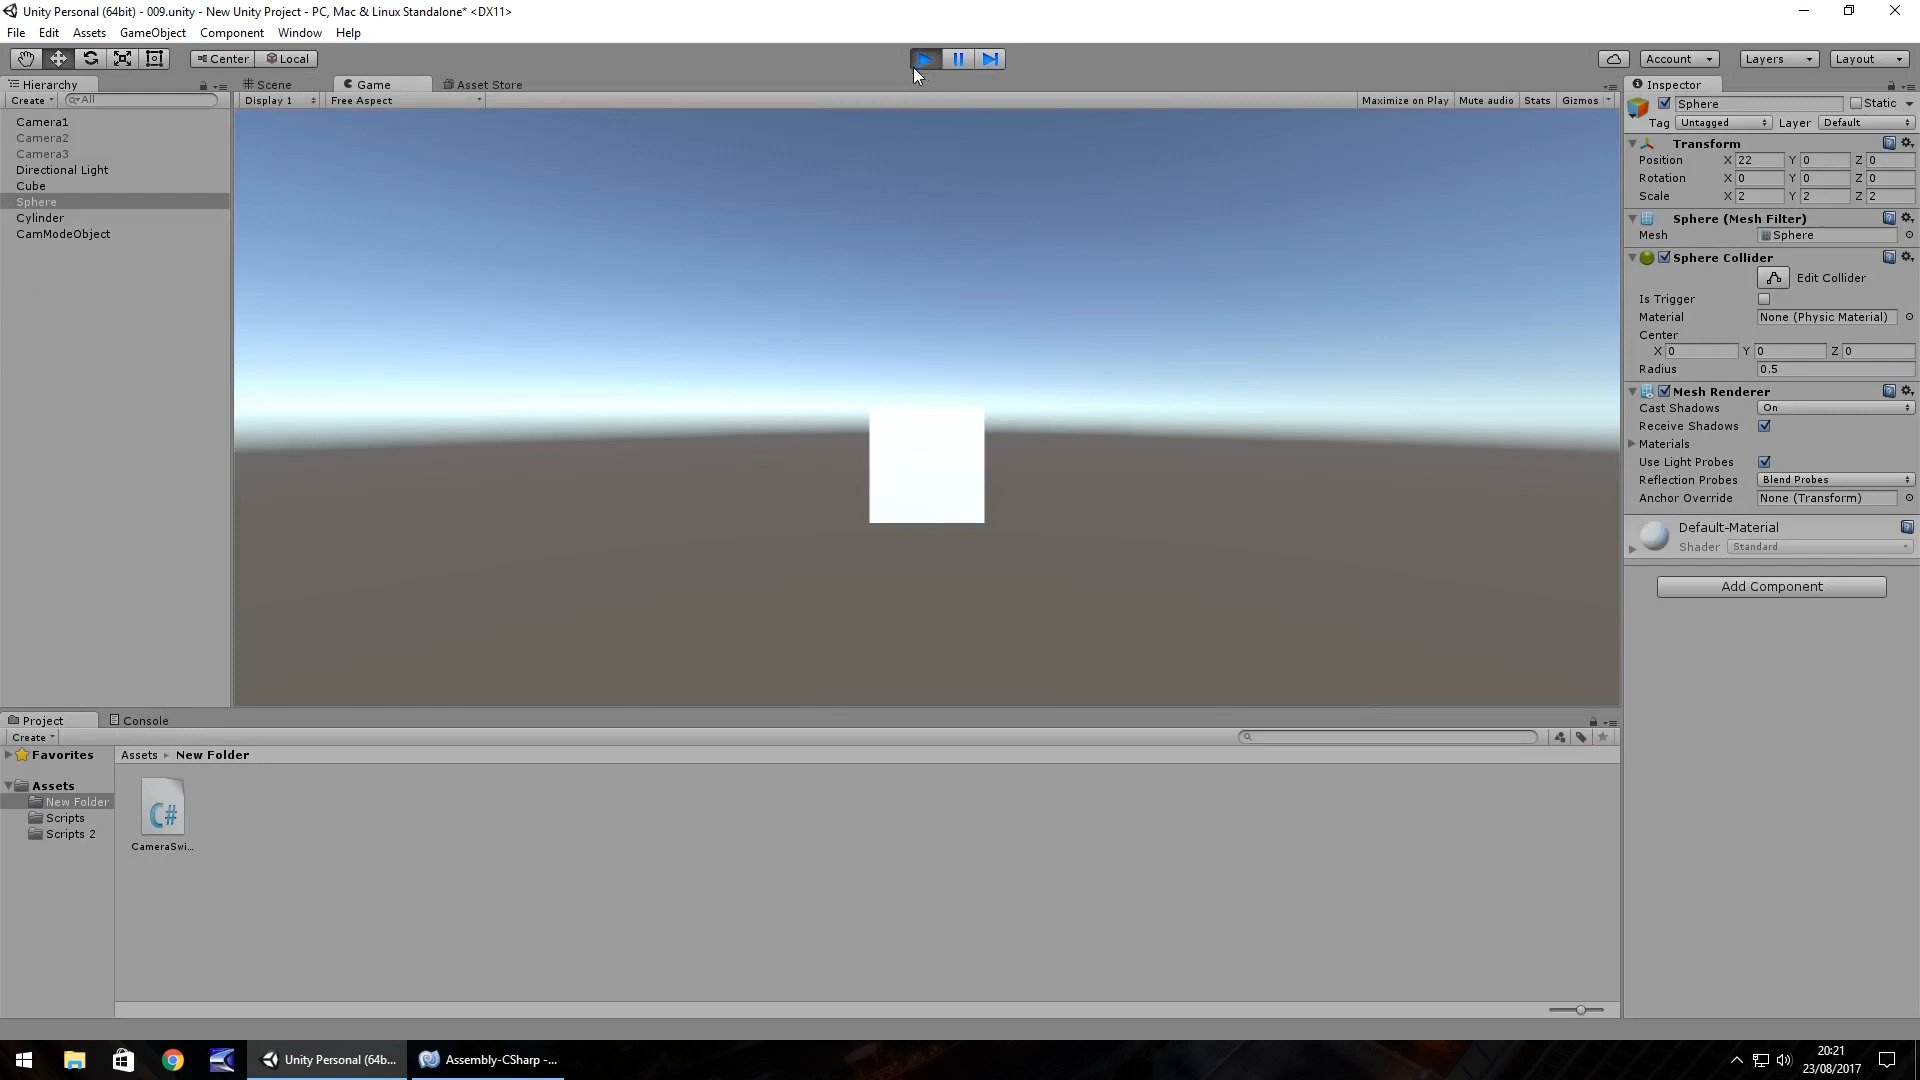 Unity Personal (64bit) - 009.unity - New Unity Project - PC, Mac & Linux Standalone* <DX11>
File Edit Assets GameObject Component Window Help
Center Local Account Layers Layout
Hierarchy Scene Game Asset Store Inspector
Create All Display 1 Free Aspect Maximize on Play Mute audio Stats Gizmos
Sphere Static
Tag Untagged Layer Default
Camera1
Camera2
Camera3
Directional Light
Cube
Sphere
Cylinder
CamModeObject
Transform
Position X 22 Y 0 Z 0
Rotation X 0 Y 0 Z 0
Scale X 2 Y 2 Z 2
Sphere (Mesh Filter)
Mesh Sphere
Sphere Collider
Edit Collider
Is Trigger
Material None (Physic Material)
Center
X 0 Y 0 Z 0
Radius 0.5
Mesh Renderer
Cast Shadows On
Receive Shadows
Materials
Use Light Probes
Reflection Probes Blend Probes
Anchor Override None (Transform)
Default-Material
Shader Standard
Add Component
Project Console
Create
Favorites Assets New Folder
Assets
New Folder
Scripts
Scripts 2
C#
CameraSwi...
Unity Personal (64b... Assembly-CSharp -...
20:21
23/08/2017